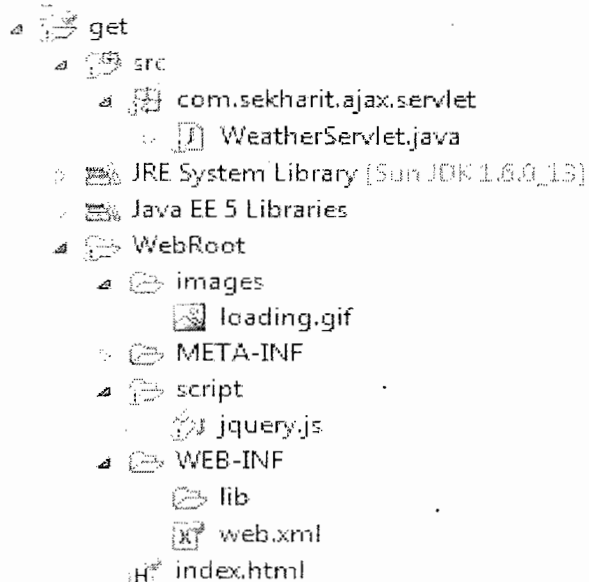 get
src
com.sekharit.ajax.servlet
WeatherServlet.java
JRE System Library [Sun JDK 1.6.0_13]
Java EE 5 Libraries
WebRoot
images
loading.gif
META-INF
script
jquery.js
WEB-INF
lib
web.xml
index.html